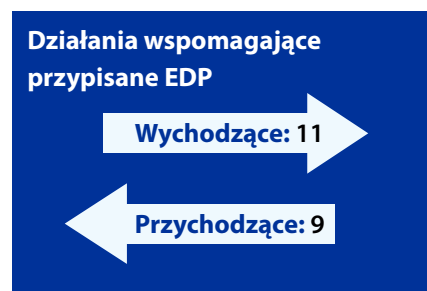 Działania wspomagające
przypisane EDP
Wychodzące: 11
Przychodzące: 9